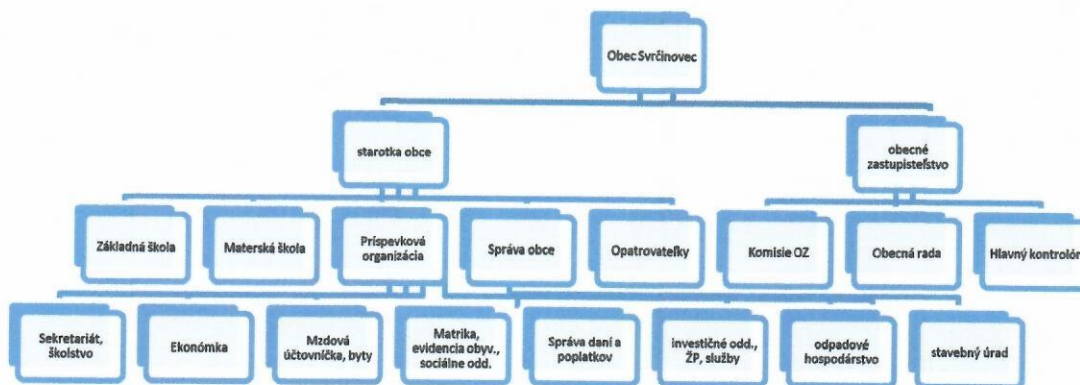 Obec Svrčinovec
starotka obce
obecné
zastupisteľstvo
Základná škola
Materská škola
Príspevková
organizácia
Správa obce
Opatrovateľky
Komisie OZ
Obecná rada
Hlavný kontrolór
Sekretariát,
školstvo
Ekonómka
Mzdová
účtovníčka, byty
Matrika,
evidencia obyv.,
sociálne odd.
Správa daní a
poplatkov
investičné odd.,
ŽP, služby
odpadové
hospodárstvo
stavebný úrad